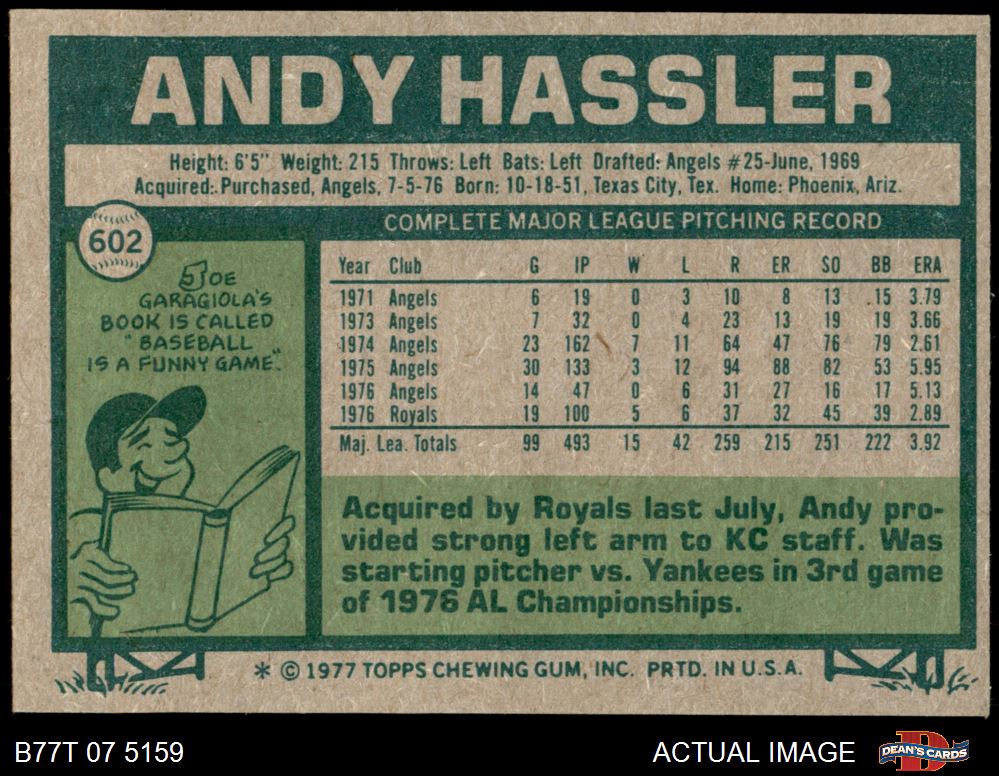 ANDY HASSLER
Height: 6'5" Weight: 215 Throws: Left Bats: Left Drafted: Angels #25-June, 1969
Acquired: Purchased, Angels, 7-5-76 Born: 10-18-51, Texas City, Tex. Home: Phoenix, Ariz.
602
JOE
GARAGIOLA'S
BOOK IS CALLED
"BASEBALL
IS A FUNNY GAME".
COMPLETE MAJOR LEAGUE PITCHING RECORD
Year Club G IP W L R ER SO BB ERA
1971 Angels 6 19 0 3 10 8 13 15 3.79
1973 Angels 7 32 0 4 23 13 19 19 3.66
1974 Angels 23 162 7 11 64 47 76 79 2.61
1975 Angels 30 133 3 12 94 88 82 53 5.95
1976 Angels 14 47 0 6 31 27 16 17 5.13
1976 Royals 19 100 5 6 37 32 45 39 2.89
Maj. Lea. Totals 99 493 15 42 259 215 251 222 3.92
Acquired by Royals last July, Andy pro-
vided strong left arm to KC staff. Was
starting pitcher vs. Yankees in 3rd game
of 1976 AL Championships.
* © 1977 TOPPS CHEWING GUM, INC. PRTD. IN U.S.A.
B77T 07 5159
ACTUAL IMAGE
D
DEAN'S CARDS